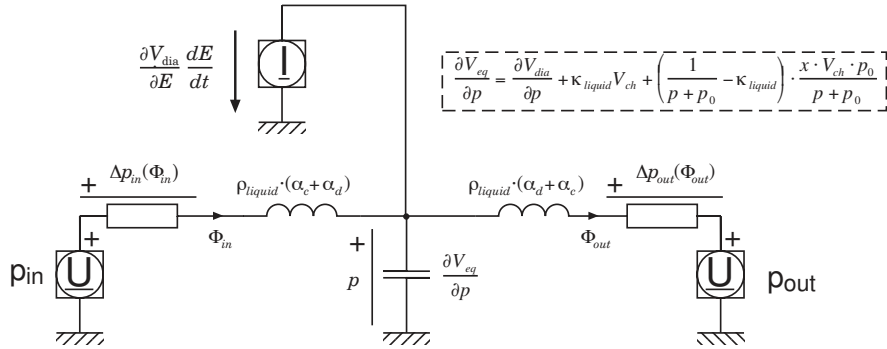 ∂V_dia/∂E dE/dt
I
∂V_eq/∂p = ∂V_dia/∂p + κ_liquid V_ch + (1/(p + p_0) − κ_liquid) · (x · V_ch · p_0)/(p + p_0)
+ Δp_in(Φ_in)
ρ_liquid·(α_c + α_d)
ρ_liquid·(α_d + α_c)
+ Δp_out(Φ_out)
Φ_in
Φ_out
p_in
+
U
+
p
∂V_eq/∂p
+
U
p_out